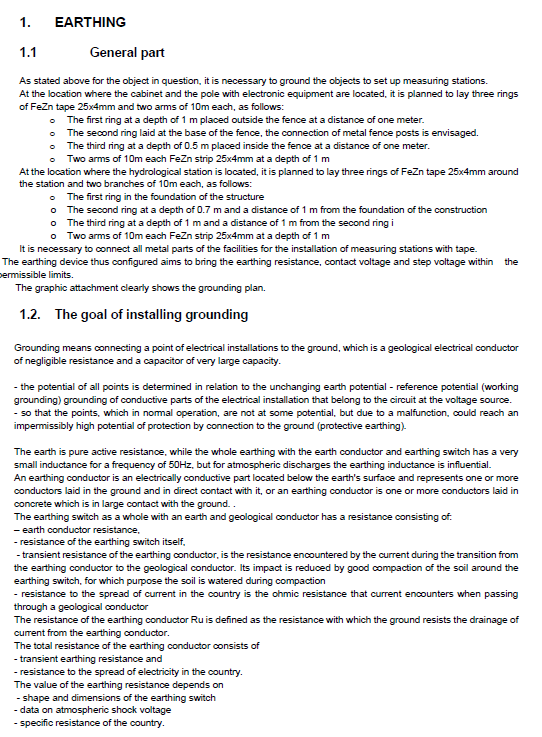 1. EARTHING
1.1 General part
As stated above for the object in question, it is necessary to ground the objects to set up measuring stations.
At the location where the cabinet and the pole with electronic equipment are located, it is planned to lay three rings
of FeZn tape 25x4mm and two arms of 10m each, as follows:
o The first ring at a depth of 1 m placed outside the fence at a distance of one meter.
o The second ring laid at the base of the fence, the connection of metal fence posts is envisaged.
o The third ring at a depth of 0.5 m placed inside the fence at a distance of one meter.
o Two arms of 10m each FeZn strip 25x4mm at a depth of 1 m
At the location where the hydrological station is located, it is planned to lay three rings of FeZn tape 25x4mm around
the station and two branches of 10m each, as follows:
o The first ring in the foundation of the structure
o The second ring at a depth of 0.7 m and a distance of 1 m from the foundation of the construction
o The third ring at a depth of 1 m and a distance of 1 m from the second ring i
o Two arms of 10m each FeZn strip 25x4mm at a depth of 1 m
It is necessary to connect all metal parts of the facilities for the installation of measuring stations with tape.
The earthing device thus configured aims to bring the earthing resistance, contact voltage and step voltage within the
permissible limits.
The graphic attachment clearly shows the grounding plan.
1.2. The goal of installing grounding
Grounding means connecting a point of electrical installations to the ground, which is a geological electrical conductor
of negligible resistance and a capacitor of very large capacity.
- the potential of all points is determined in relation to the unchanging earth potential - reference potential (working
grounding) grounding of conductive parts of the electrical installation that belong to the circuit at the voltage source.
- so that the points, which in normal operation, are not at some potential, but due to a malfunction, could reach an
impermissibly high potential of protection by connection to the ground (protective earthing).
The earth is pure active resistance, while the whole earthing with the earth conductor and earthing switch has a very
small inductance for a frequency of 50Hz, but for atmospheric discharges the earthing inductance is influential.
An earthing conductor is an electrically conductive part located below the earth's surface and represents one or more
conductors laid in the ground and in direct contact with it, or an earthing conductor is one or more conductors laid in
concrete which is in large contact with the ground. .
The earthing switch as a whole with an earth and geological conductor has a resistance consisting of:
– earth conductor resistance,
- resistance of the earthing switch itself,
- transient resistance of the earthing conductor, is the resistance encountered by the current during the transition from
the earthing conductor to the geological conductor. Its impact is reduced by good compaction of the soil around the
earthing switch, for which purpose the soil is watered during compaction
- resistance to the spread of current in the country is the ohmic resistance that current encounters when passing
through a geological conductor
The resistance of the earthing conductor Ru is defined as the resistance with which the ground resists the drainage of
current from the earthing conductor.
The total resistance of the earthing conductor consists of
- transient earthing resistance and
- resistance to the spread of electricity in the country.
The value of the earthing resistance depends on
- shape and dimensions of the earthing switch
- data on atmospheric shock voltage
- specific resistance of the country.